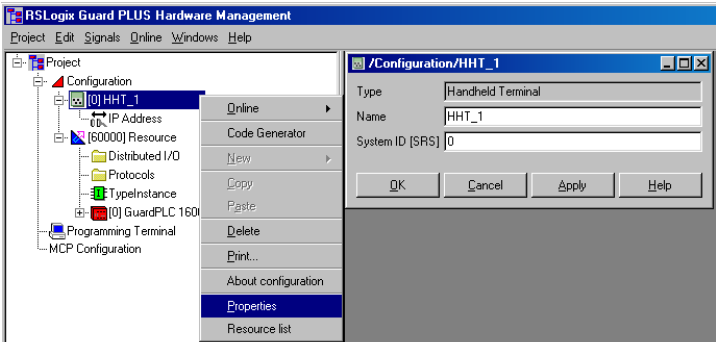 RSLogix Guard PLUS Hardware Management
Project Edit Signals Online Windows Help
Project
Configuration
[0] HHT_1
IP Address
[60000] Resource
Distributed I/O
Protocols
TypeInstance
[0] GuardPLC 160
Programming Terminal
MCP Configuration
Online
Code Generator
New
Copy
Paste
Delete
Print...
About configuration
Properties
Resource list
/Configuration/HHT_1
Type Handheld Terminal
Name HHT_1
System ID [SRS] 0
OK Cancel Apply Help